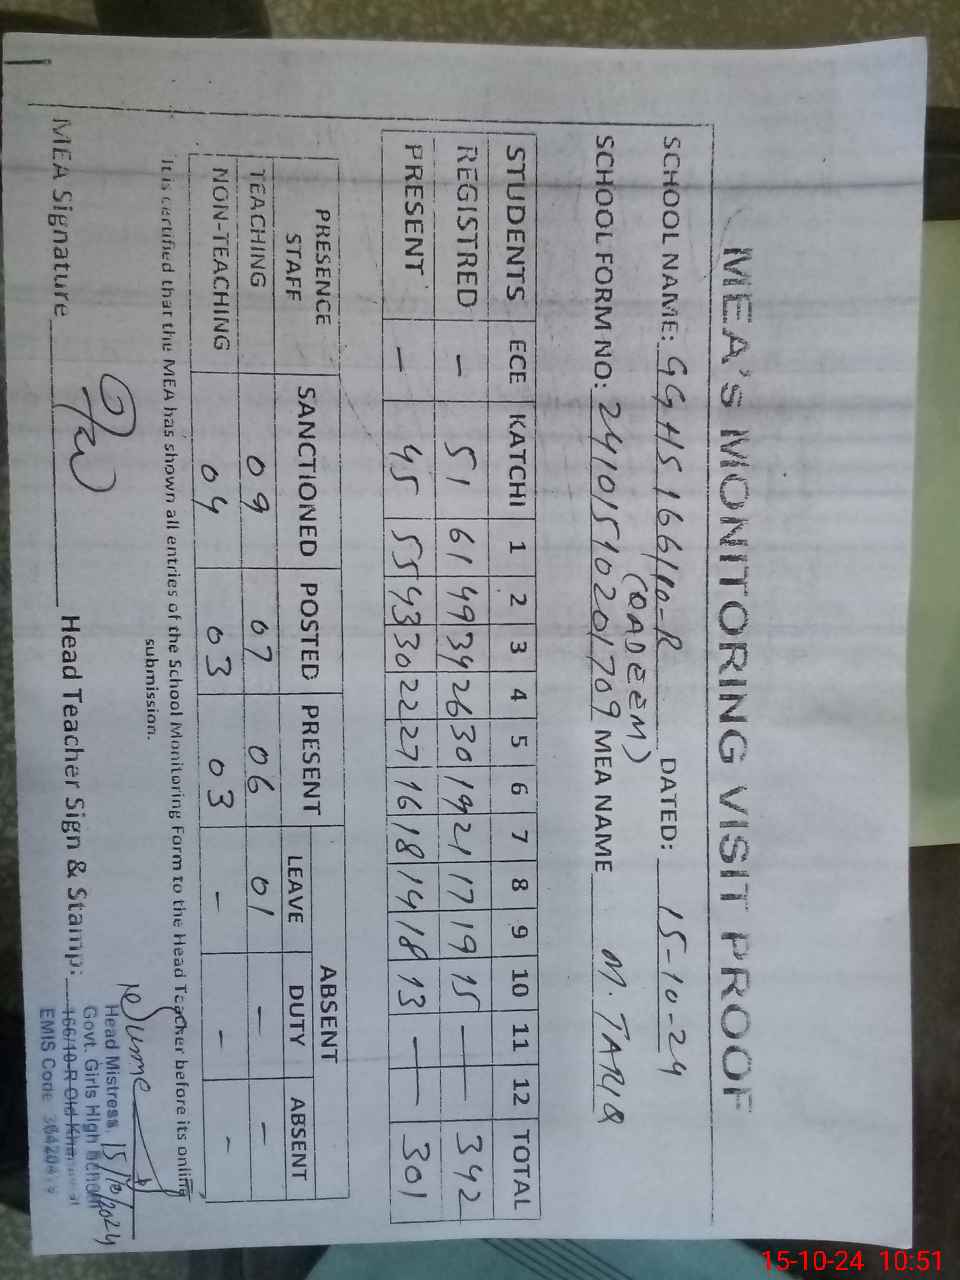 MEA'S MONITORING VISIT PROOF
SCHOOL NAME: GGHS 166/10-R DATED: 15-10-24
(QADEEM)
SCHOOL FORM NO: 24101591020201709 MEA NAME M. TARIQ
STUDENTS ECE KATCHI 1 2 3 4 5 6 7 8 9 10 11 12 TOTAL
REGISTRED - 51 61 49 34 26 30 19 21 17 19 15 — — 342
PRESENT - 45 55 43 30 22 27 16 18 14 18 13 — — 301
PRESENCE STAFF SANCTIONED POSTED PRESENT ABSENT
LEAVE DUTY ABSENT
TEACHING 09 07 06 01 - -
NON-TEACHING 04 03 03 - - -
It is certified that the MEA has shown all entries of the School Monitoring Form to the Head Teacher before its online
submission.
MEA Signature Head Teacher Sign & Stamp:
Head Mistress, 15/10/2024
Govt. Girls High School
166/10-R Old
EMIS Code
15-10-24 10:51